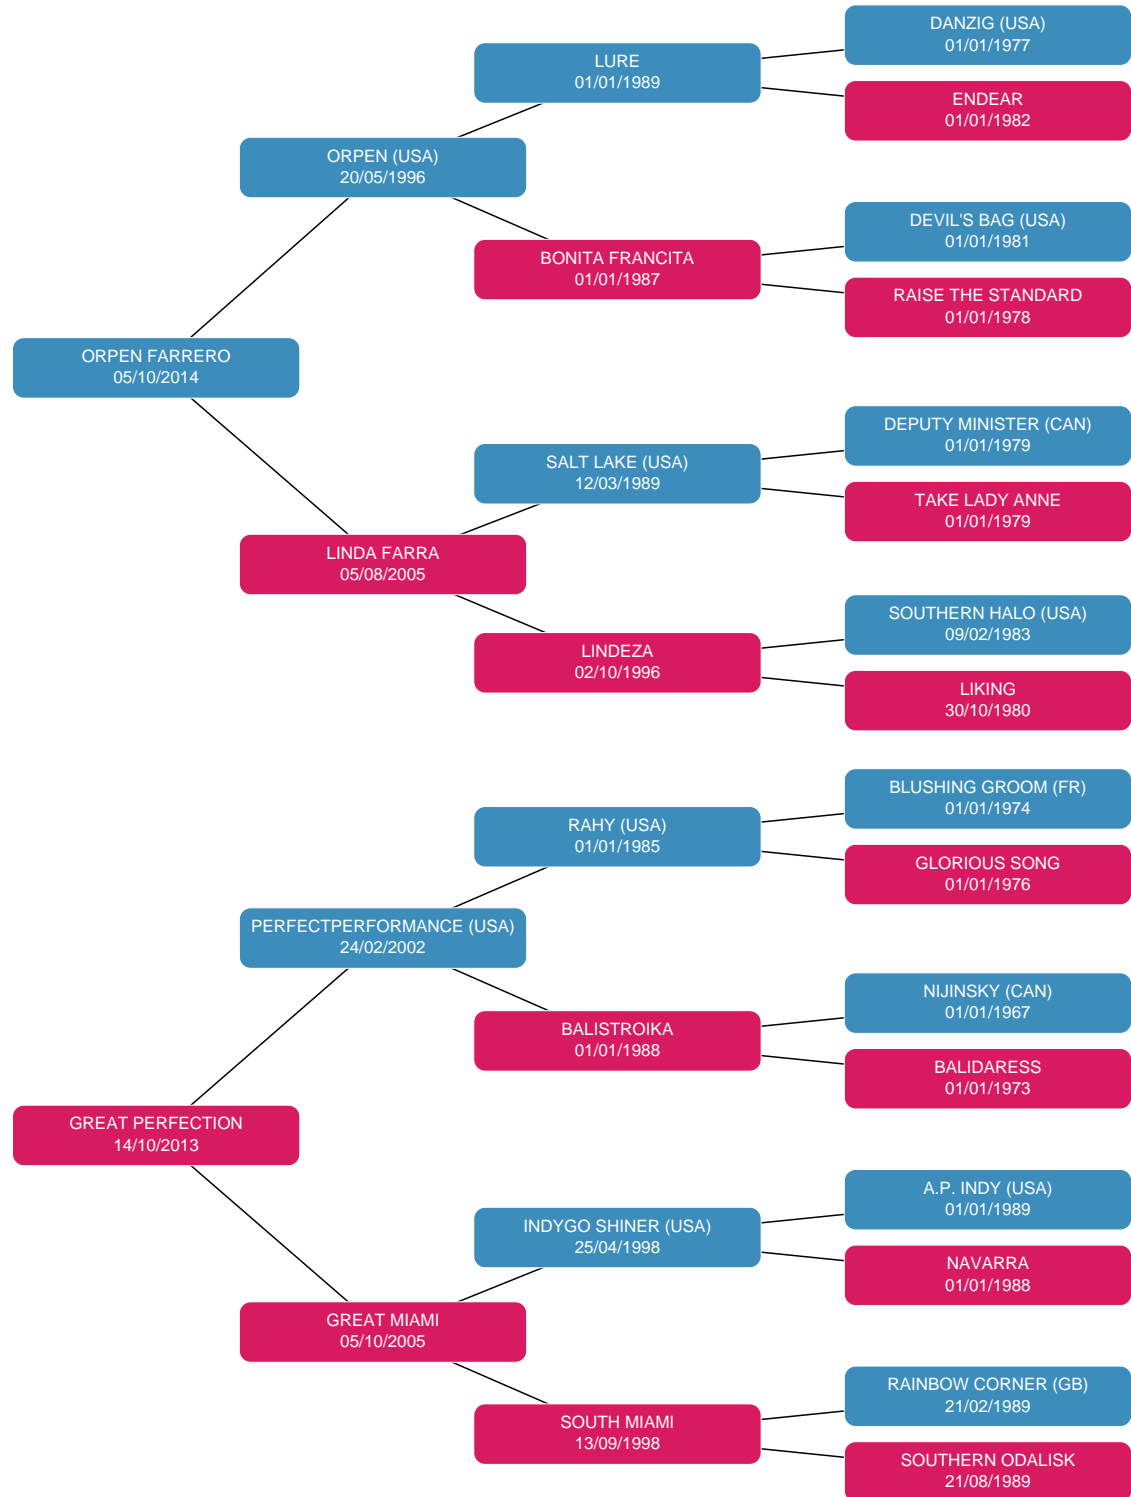 DANZIG (USA)
01/01/1977
LURE
01/01/1989
ENDEAR
01/01/1982
ORPEN (USA)
20/05/1996
DEVIL'S BAG (USA)
01/01/1981
BONITA FRANCITA
01/01/1987
RAISE THE STANDARD
01/01/1978
ORPEN FARRERO
05/10/2014
DEPUTY MINISTER (CAN)
01/01/1979
SALT LAKE (USA)
12/03/1989
TAKE LADY ANNE
01/01/1979
LINDA FARRA
05/08/2005
SOUTHERN HALO (USA)
09/02/1983
LINDEZA
02/10/1996
LIKING
30/10/1980
BLUSHING GROOM (FR)
01/01/1974
RAHY (USA)
01/01/1985
GLORIOUS SONG
01/01/1976
PERFECTPERFORMANCE (USA)
24/02/2002
NIJINSKY (CAN)
01/01/1967
BALISTROIKA
01/01/1988
BALIDARESS
01/01/1973
GREAT PERFECTION
14/10/2013
A.P. INDY (USA)
01/01/1989
INDYGO SHINER (USA)
25/04/1998
NAVARRA
01/01/1988
GREAT MIAMI
05/10/2005
RAINBOW CORNER (GB)
21/02/1989
SOUTH MIAMI
13/09/1998
SOUTHERN ODALISK
21/08/1989